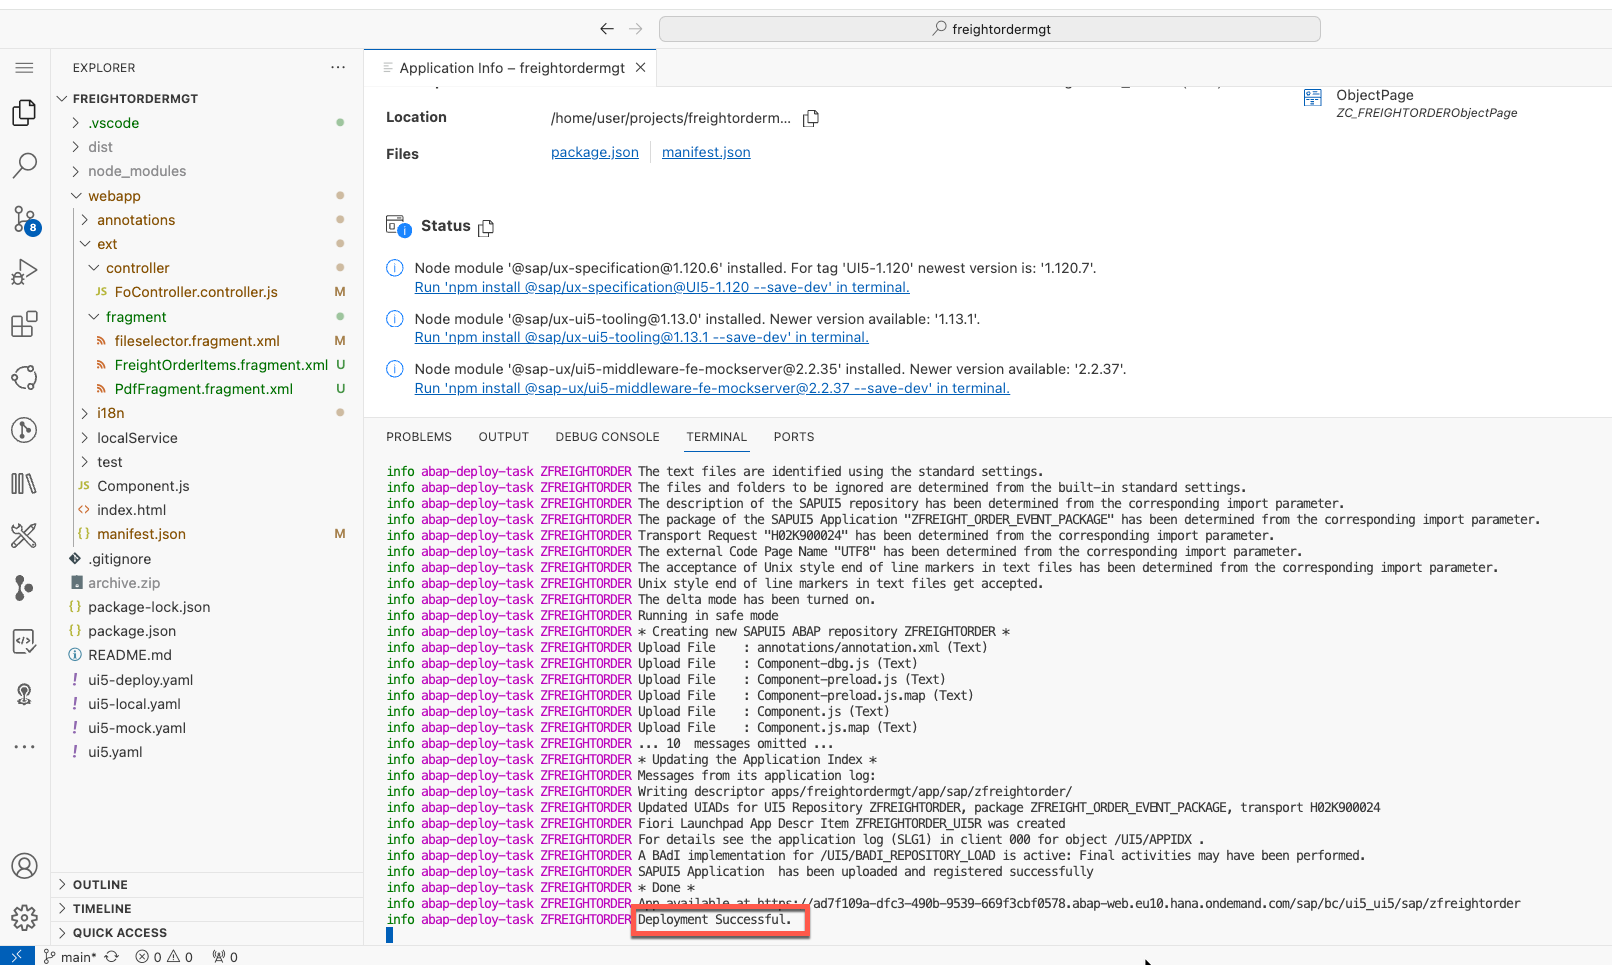 freightordermgt
EXPLORER
Application Info – freightordermgt
FREIGHTORDERMGT
.vscode
dist
node_modules
webapp
annotations
ext
controller
JS FoController.controller.js M
fragment
fileselector.fragment.xml M
FreightOrderItems.fragment.xml U
PdfFragment.fragment.xml U
i18n
localService
test
JS Component.js
<> index.html
{} manifest.json M
.gitignore
archive.zip
{} package-lock.json
{} package.json
README.md
! ui5-deploy.yaml
! ui5-local.yaml
! ui5-mock.yaml
! ui5.yaml
8
OUTLINE
TIMELINE
QUICK ACCESS
main*
0 0
0
ObjectPage
ZC_FREIGHTORDERObjectPage
Location /home/user/projects/freightorderm...
Files package.json manifest.json
Status
Node module '@sap/ux-specification@1.120.6' installed. For tag 'UI5-1.120' newest version is: '1.120.7'.
Run 'npm install @sap/ux-specification@UI5-1.120 --save-dev' in terminal.
Node module '@sap/ux-ui5-tooling@1.13.0' installed. Newer version available: '1.13.1'.
Run 'npm install @sap/ux-ui5-tooling@1.13.1 --save-dev' in terminal.
Node module '@sap-ux/ui5-middleware-fe-mockserver@2.2.35' installed. Newer version available: '2.2.37'.
Run 'npm install @sap-ux/ui5-middleware-fe-mockserver@2.2.37 --save-dev' in terminal.
PROBLEMS OUTPUT DEBUG CONSOLE TERMINAL PORTS
info abap-deploy-task ZFREIGHTORDER The text files are identified using the standard settings.
info abap-deploy-task ZFREIGHTORDER The files and folders to be ignored are determined from the built-in standard settings.
info abap-deploy-task ZFREIGHTORDER The description of the SAPUI5 repository has been determined from the corresponding import parameter.
info abap-deploy-task ZFREIGHTORDER The package of the SAPUI5 Application "ZFREIGHT_ORDER_EVENT_PACKAGE" has been determined from the corresponding import parameter.
info abap-deploy-task ZFREIGHTORDER Transport Request "H02K900024" has been determined from the corresponding import parameter.
info abap-deploy-task ZFREIGHTORDER The external Code Page Name "UTF8" has been determined from the corresponding import parameter.
info abap-deploy-task ZFREIGHTORDER The acceptance of Unix style end of line markers in text files has been determined from the corresponding import parameter.
info abap-deploy-task ZFREIGHTORDER Unix style end of line markers in text files get accepted.
info abap-deploy-task ZFREIGHTORDER The delta mode has been turned on.
info abap-deploy-task ZFREIGHTORDER Running in safe mode
info abap-deploy-task ZFREIGHTORDER * Creating new SAPUI5 ABAP repository ZFREIGHTORDER *
info abap-deploy-task ZFREIGHTORDER Upload File : annotations/annotation.xml (Text)
info abap-deploy-task ZFREIGHTORDER Upload File : Component-dbg.js (Text)
info abap-deploy-task ZFREIGHTORDER Upload File : Component-preload.js (Text)
info abap-deploy-task ZFREIGHTORDER Upload File : Component-preload.js.map (Text)
info abap-deploy-task ZFREIGHTORDER Upload File : Component.js (Text)
info abap-deploy-task ZFREIGHTORDER Upload File : Component.js.map (Text)
info abap-deploy-task ZFREIGHTORDER ... 10 messages omitted ...
info abap-deploy-task ZFREIGHTORDER * Updating the Application Index *
info abap-deploy-task ZFREIGHTORDER Messages from its application log:
info abap-deploy-task ZFREIGHTORDER Writing descriptor apps/freightordermgt/app/sap/zfreightorder/
info abap-deploy-task ZFREIGHTORDER Updated UIADs for UI5 Repository ZFREIGHTORDER, package ZFREIGHT_ORDER_EVENT_PACKAGE, transport H02K900024
info abap-deploy-task ZFREIGHTORDER Fiori Launchpad App Descr Item ZFREIGHTORDER_UI5R was created
info abap-deploy-task ZFREIGHTORDER For details see the application log (SLG1) in client 000 for object /UI5/APPIDX .
info abap-deploy-task ZFREIGHTORDER A BAdI implementation for /UI5/BADI_REPOSITORY_LOAD is active: Final activities may have been performed.
info abap-deploy-task ZFREIGHTORDER SAPUI5 Application has been uploaded and registered successfully
info abap-deploy-task ZFREIGHTORDER * Done *
info abap-deploy-task ZFREIGHTORDER App available at https://ad7f109a-dfc3-490b-9539-669f3cbf0578.abap-web.eu10.hana.ondemand.com/sap/bc/ui5_ui5/sap/zfreightorder
info abap-deploy-task ZFREIGHTORDER Deployment Successful.